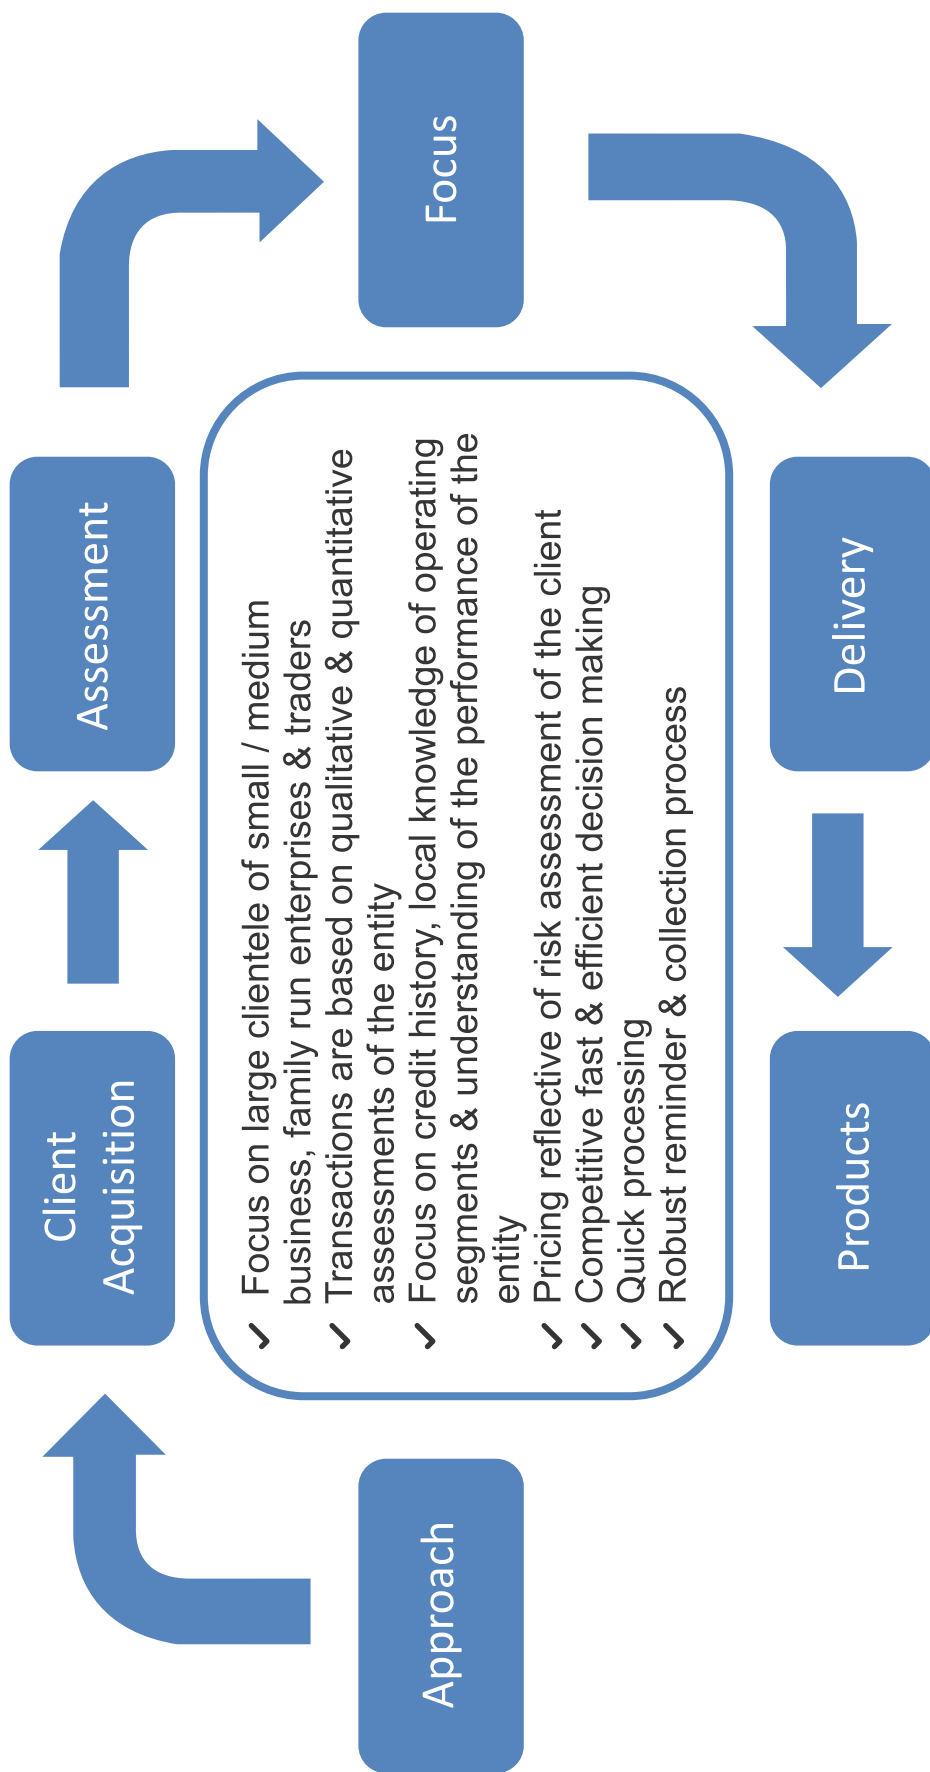 Approach
Client
Acquisition
Assessment
Focus
Delivery
Products
✓ Focus on large clientele of small / medium
business, family run enterprises & traders
✓ Transactions are based on qualitative & quantitative
assessments of the entity
✓ Focus on credit history, local knowledge of operating
segments & understanding of the performance of the
entity
✓ Pricing reflective of risk assessment of the client
✓ Competitive fast & efficient decision making
✓ Quick processing
✓ Robust reminder & collection process